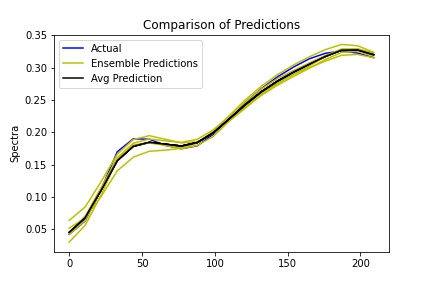 Comparison of Predictions
Actual
Ensemble Predictions
Avg Prediction
Spectra
0.35
0.30
0.25
0.20
0.15
0.10
0.05
0 50 100 150 200